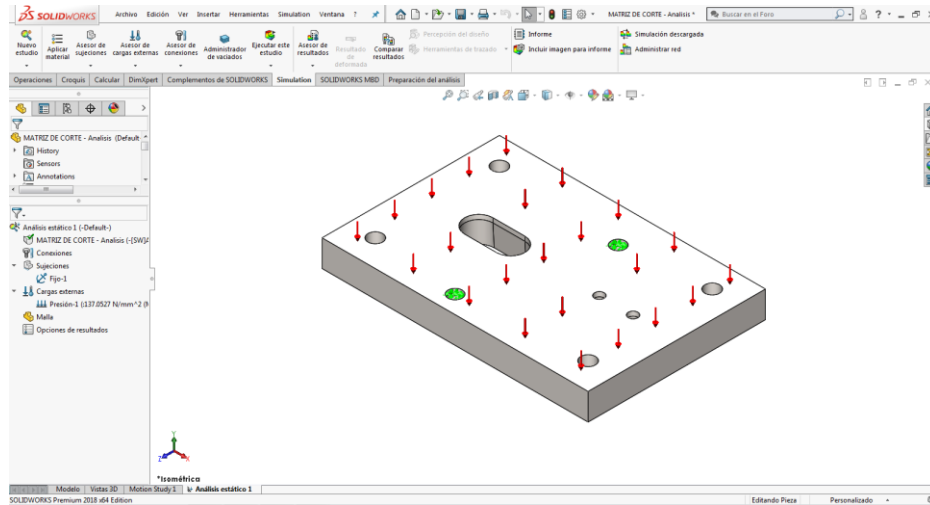 SOLIDWORKS
Archivo Edición Ver Insertar Herramientas Simulation Ventana ?
MATRIZ DE CORTE - Analisis *
Buscar en el Foro
Nuevo estudio
Aplicar material
Asesor de sujeciones
Asesor de cargas externas
Asesor de conexiones
Administrador de vaciados
Ejecutar este estudio
Asesor de resultados
Resultado de deformada
Comparar resultados
Percepción del diseño
Herramientas de trazado
Informe
Incluir imagen para informe
Simulación descargada
Administrar red
Operaciones Croquis Calcular DimXpert Complementos de SOLIDWORKS Simulation SOLIDWORKS MBD Preparación del análisis
MATRIZ DE CORTE - Analisis (Default
History
Sensors
Annotations
Análisis estático 1 (-Default-)
MATRIZ DE CORTE - Analisis (-[SW]A
Conexiones
Sujeciones
Fijo-1
Cargas externas
Presión-1 (:137.0527 N/mm^2 (N
Malla
Opciones de resultados
Y
Z
X
*Isométrica
Modelo Vistas 3D Motion Study 1 Análisis estático 1
SOLIDWORKS Premium 2018 x64 Edition
Editando Pieza
Personalizado